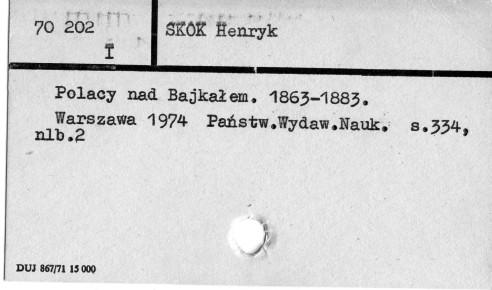 70 202
I
SKOK Henryk
Polacy nad Bajkałem. 1863-1883.
Warszawa 1974 Państw.Wydaw.Nauk. s.334,
nlb.2
DUJ 867/71 15 000